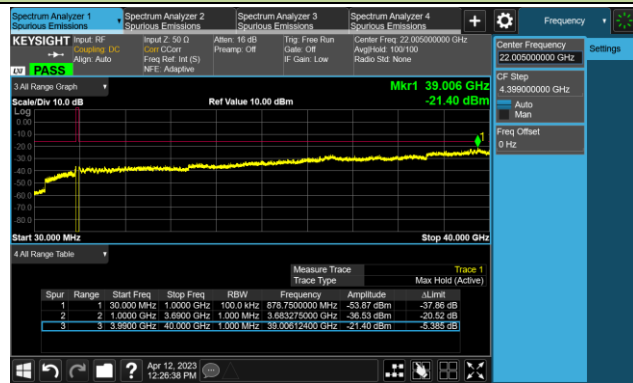 Spectrum Analyzer 1
Spurious Emissions
Spectrum Analyzer 2
Spurious Emissions
Spectrum Analyzer 3
Spurious Emissions
Spectrum Analyzer 4
Spurious Emissions
+
Frequency
KEYSIGHT
Input: RF
Coupling: DC
Align: Auto
Input Z: 50 Ω
Corr CCorr
Freq Ref: Int (S)
NFE: Adaptive
Atten: 16 dB
Preamp: Off
Trig: Free Run
Gate: Off
IF Gain: Low
Center Freq: 22.005000000 GHz
Avg|Hold: 100/100
Radio Std: None
LXI PASS
Center Frequency
22.005000000 GHz
Settings
CF Step
4.399000000 GHz
Auto
Man
Freq Offset
0 Hz
3 All Range Graph
Mkr1 39.006 GHz
Scale/Div 10.0 dB
Ref Value 10.00 dBm
-21.40 dBm
Log
0.00
-10.0
-20.0
-30.0
-40.0
-50.0
-60.0
-70.0
-80.0
1
Start 30.000 MHz
Stop 40.000 GHz
4 All Range Table
Measure Trace Trace 1
Trace Type Max Hold (Active)
Spur Range Start Freq Stop Freq RBW Frequency Amplitude ΔLimit
1 1 30.000 MHz 1.0000 GHz 100.0 kHz 878.7500000 MHz -53.87 dBm -37.86 dB
2 2 1.0000 GHz 3.6900 GHz 1.000 MHz 3.683275000 GHz -36.53 dBm -20.52 dB
3 3 3.9900 GHz 40.000 GHz 1.000 MHz 39.00612400 GHz -21.40 dBm -5.385 dB
?
Apr 12, 2023
12:26:38 PM